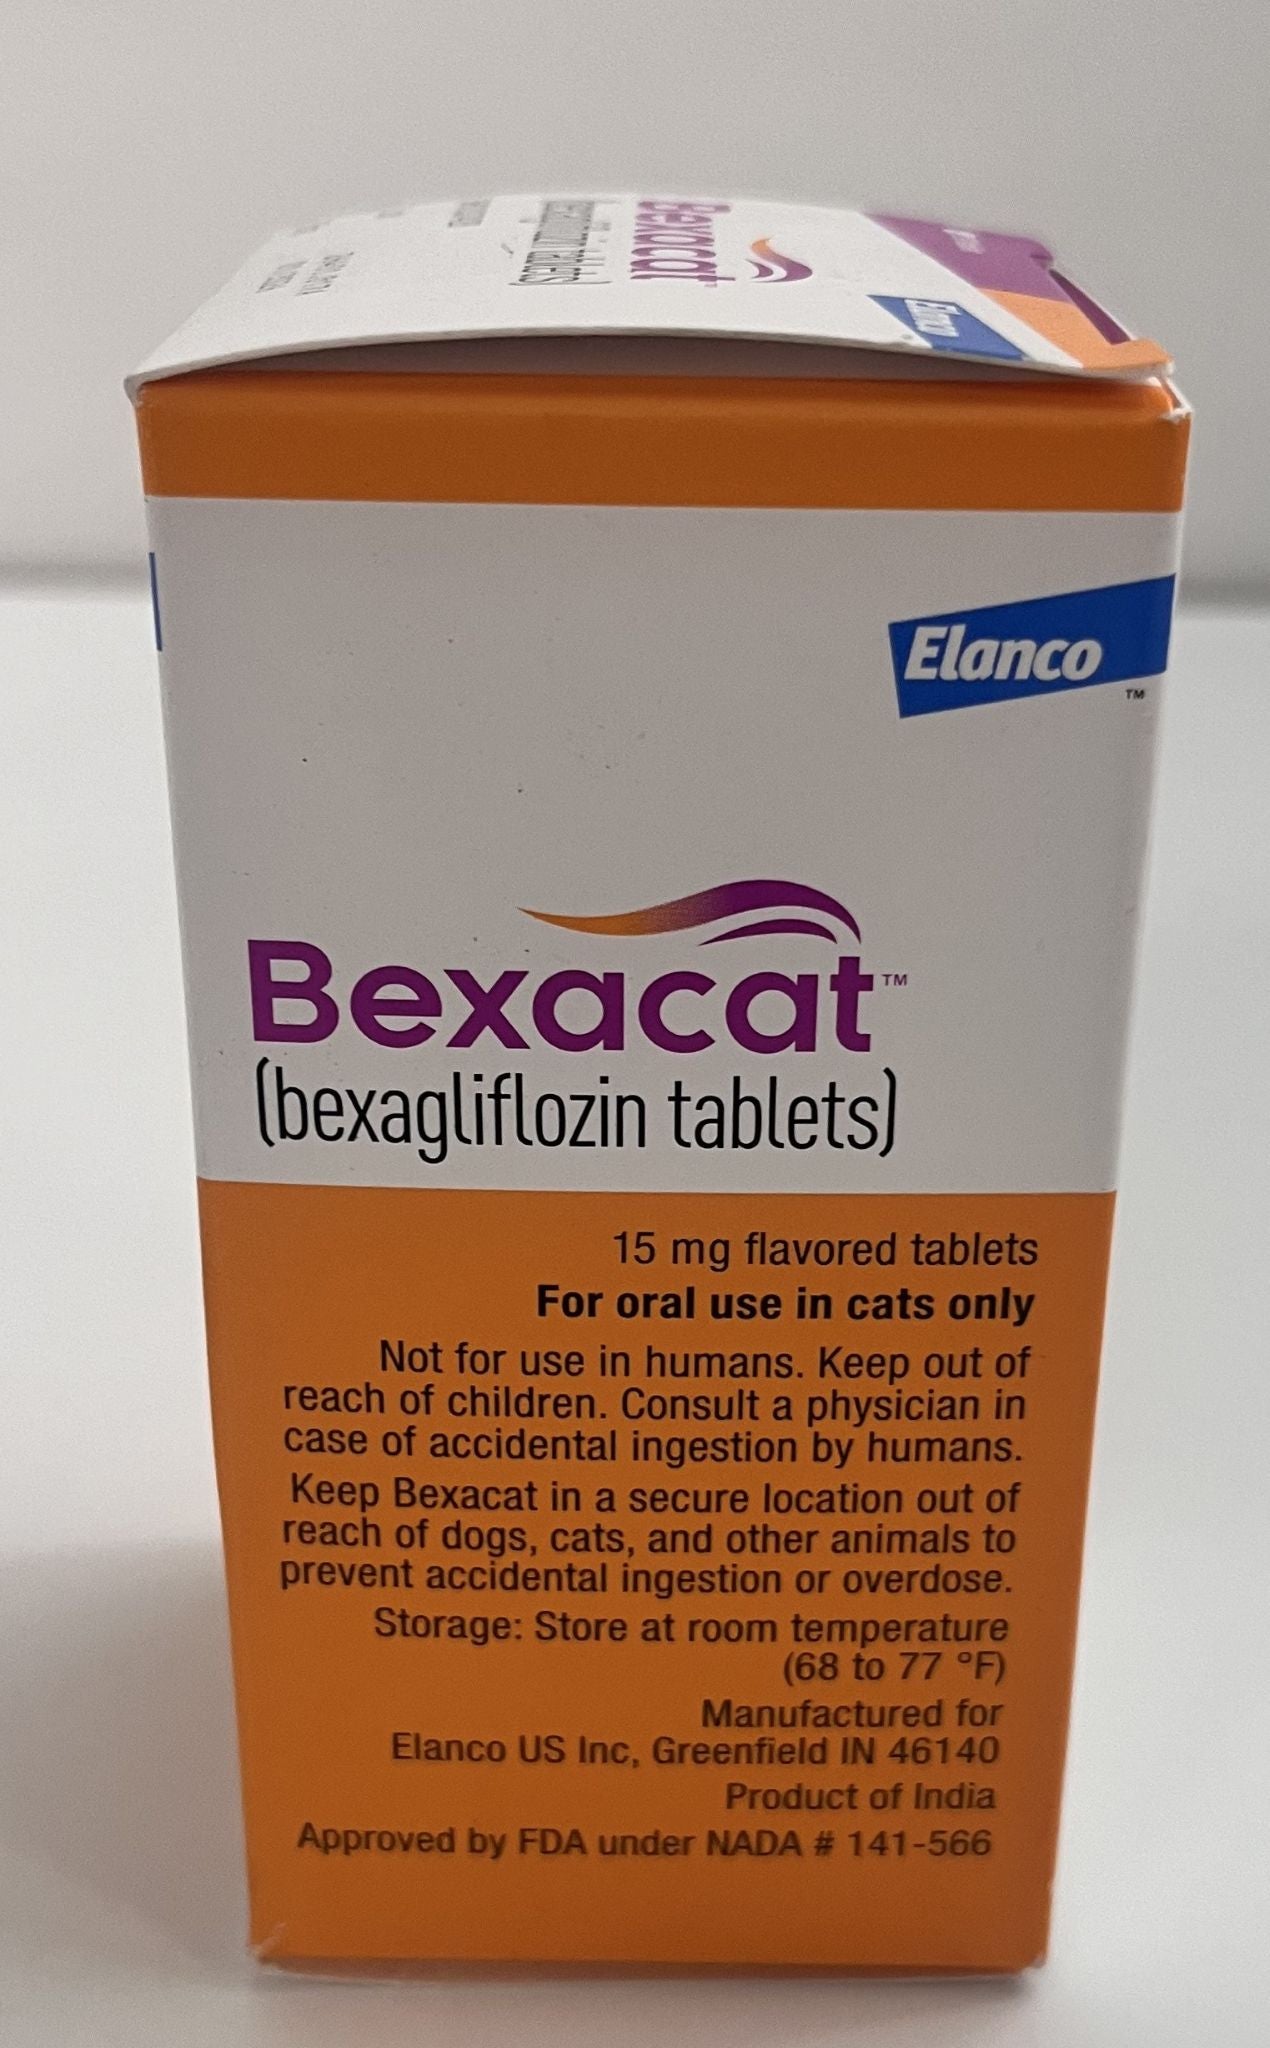 Bexacat
Elanco
Elanco
TM
Bexacat™
(bexagliflozin tablets)
15 mg flavored tablets
For oral use in cats only
Not for use in humans. Keep out of
reach of children. Consult a physician in
case of accidental ingestion by humans.
Keep Bexacat in a secure location out of
reach of dogs, cats, and other animals to
prevent accidental ingestion or overdose.
Storage: Store at room temperature
(68 to 77 °F)
Manufactured for
Elanco US Inc, Greenfield IN 46140
Product of India
Approved by FDA under NADA # 141-566